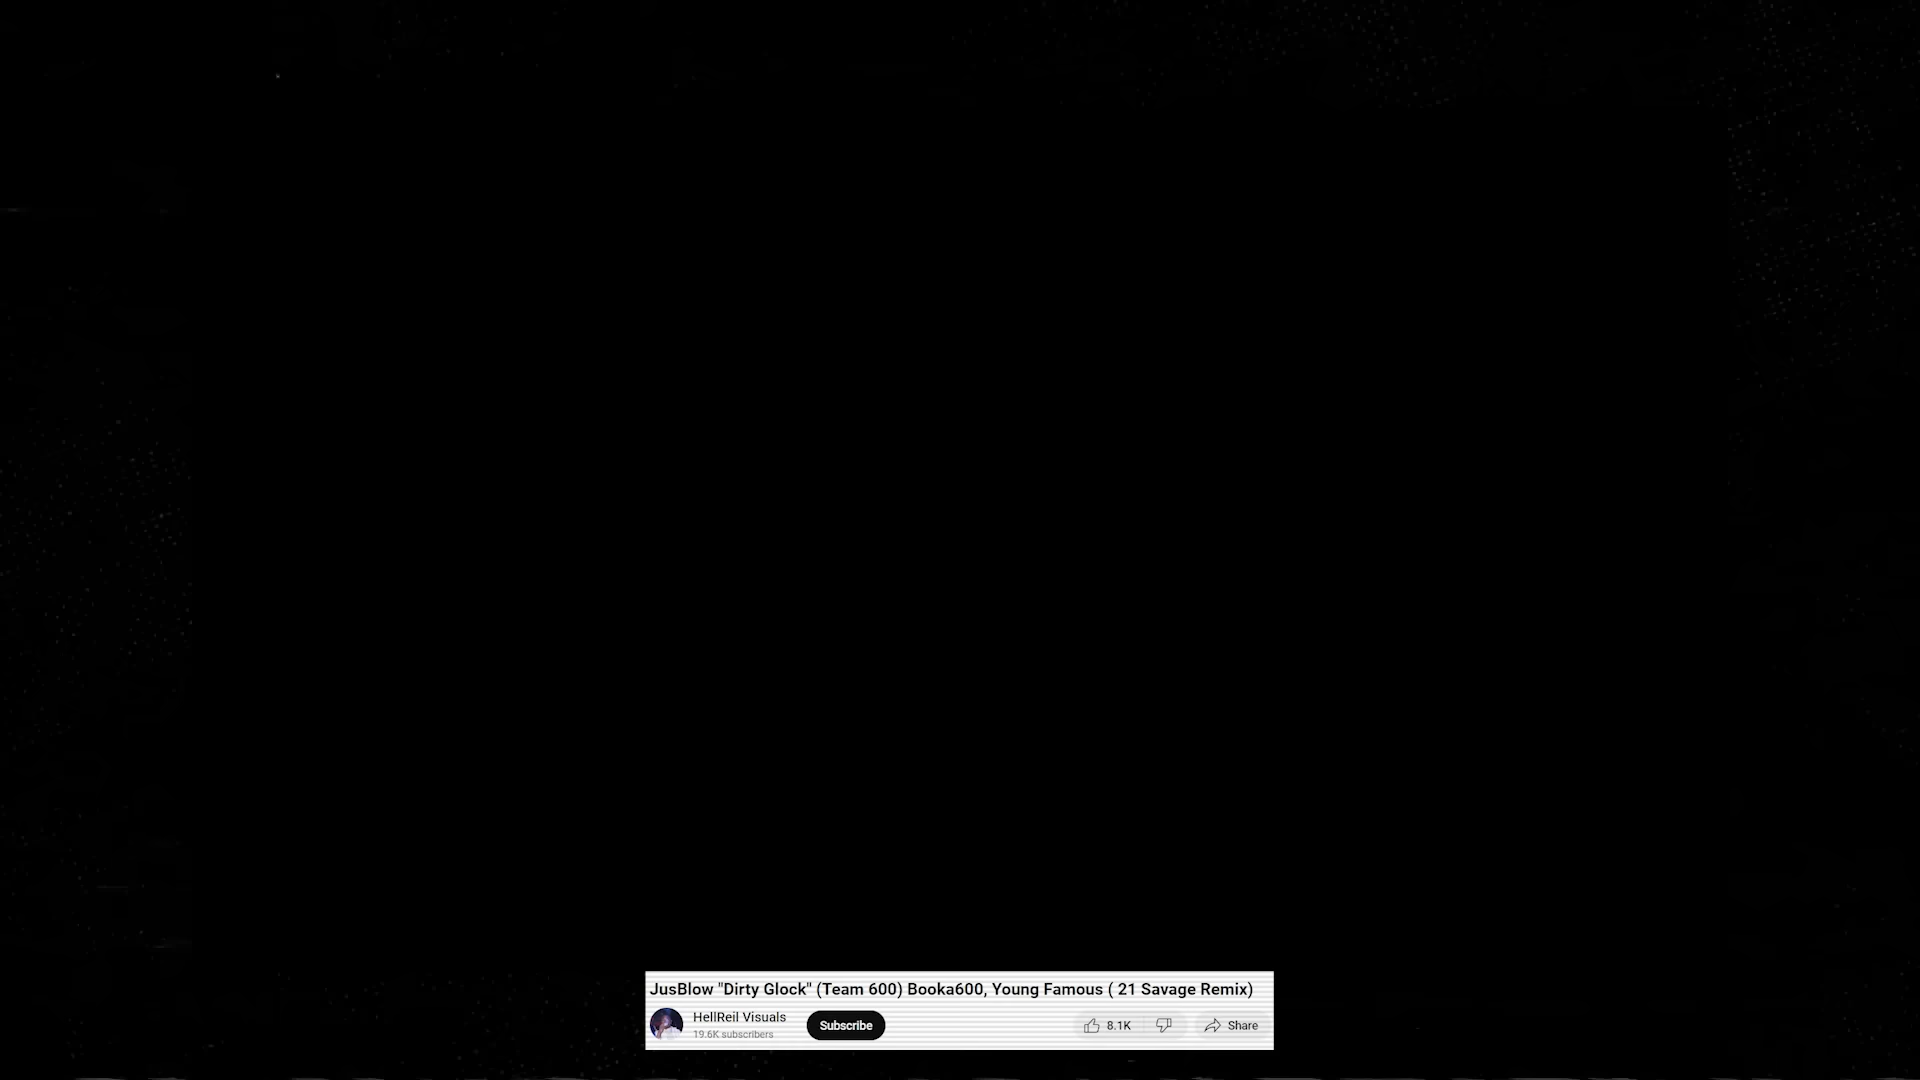 JusBlow "Dirty Glock" (Team 600) Booka600, Young Famous ( 21 Savage Remix)
HellReil Visuals
19.6K subscribers
Subscribe
8.1K
Share